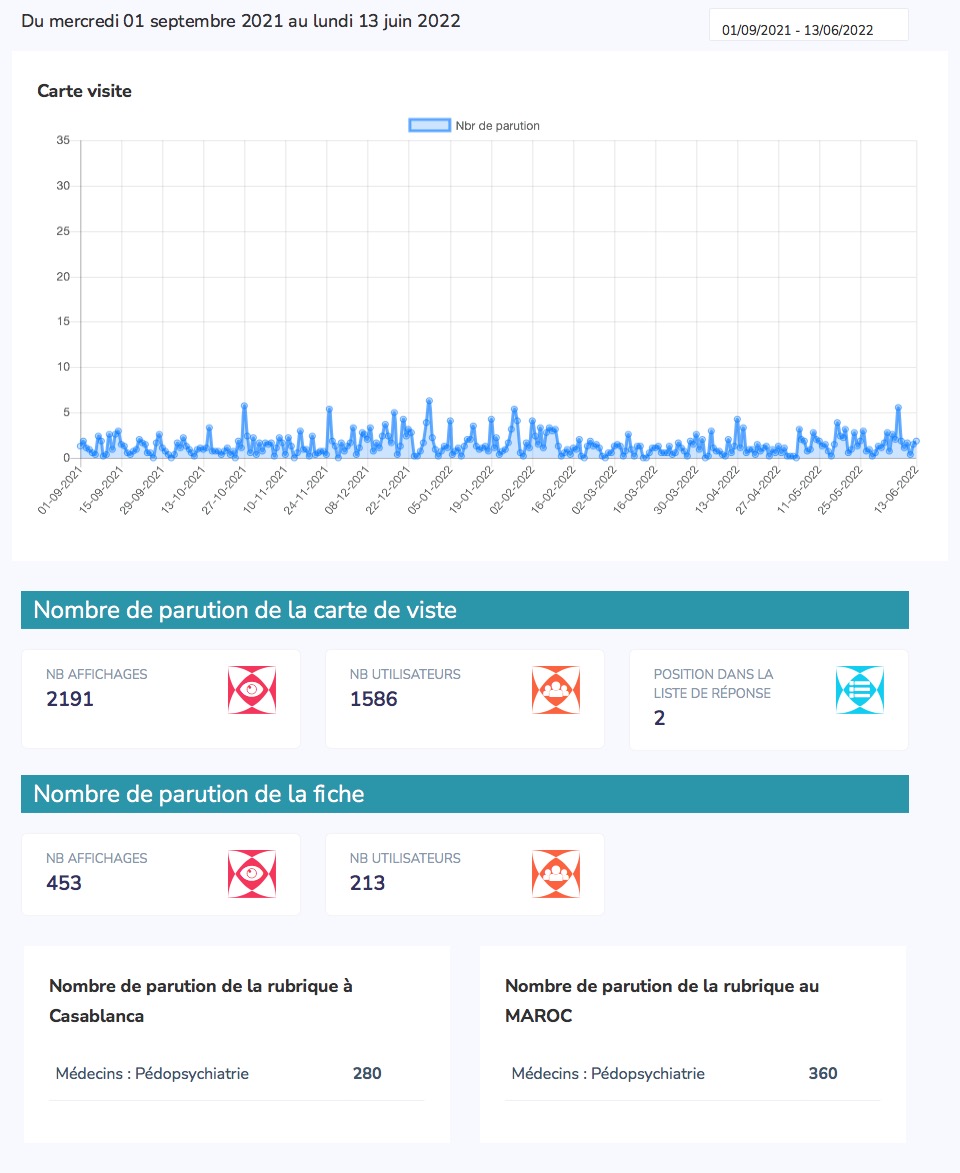 Du mercredi 01 septembre 2021 au lundi 13 juin 2022
01/09/2021 - 13/06/2022
Carte visite
Nbr de parution
35
30
25
20
15
10
5
0
01-09-2021
15-09-2021
29-09-2021
13-10-2021
27-10-2021
10-11-2021
24-11-2021
08-12-2021
22-12-2021
05-01-2022
19-01-2022
02-02-2022
16-02-2022
02-03-2022
16-03-2022
30-03-2022
13-04-2022
27-04-2022
11-05-2022
25-05-2022
13-06-2022
Nombre de parution de la carte de viste
NB AFFICHAGES
2191
NB UTILISATEURS
1586
POSITION DANS LA
LISTE DE RÉPONSE
2
Nombre de parution de la fiche
NB AFFICHAGES
453
NB UTILISATEURS
213
Nombre de parution de la rubrique à
Casablanca
Médecins : Pédopsychiatrie 280
Nombre de parution de la rubrique au
MAROC
Médecins : Pédopsychiatrie 360